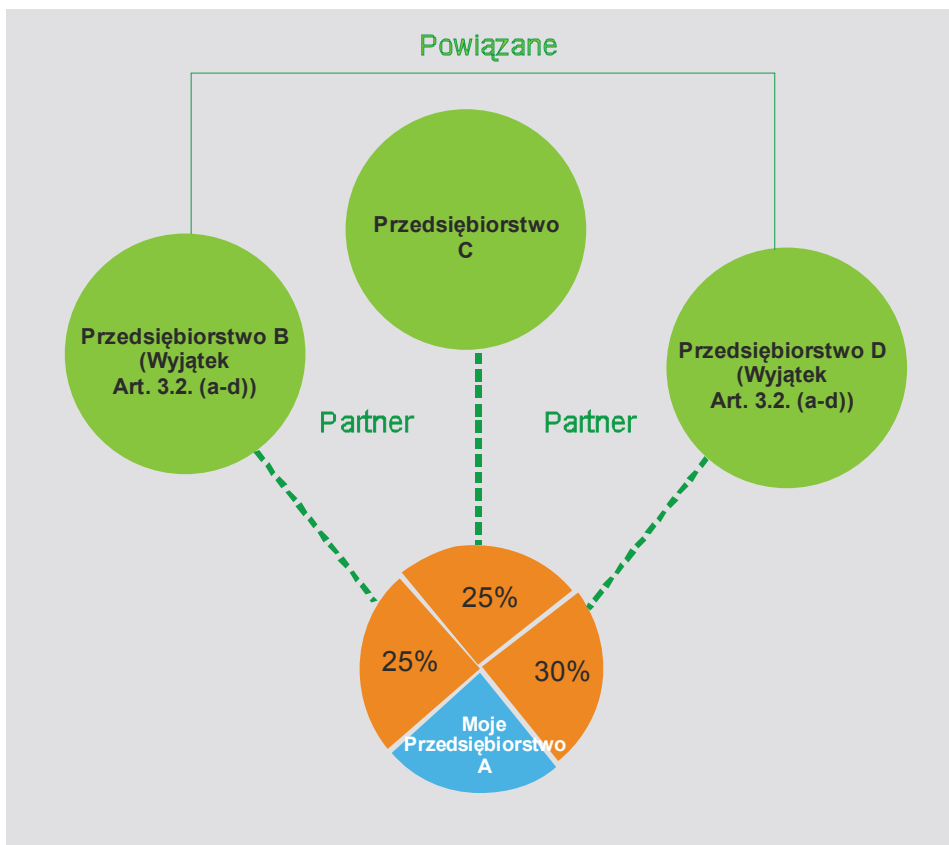 Powiązane
Przedsiębiorstwo
C
Przedsiębiorstwo B
(Wyjątek
Art. 3.2. (a-d))
Przedsiębiorstwo D
(Wyjątek
Art. 3.2. (a-d))
Partner
Partner
25%
25%
30%
Moje
Przedsiębiorstwo
A